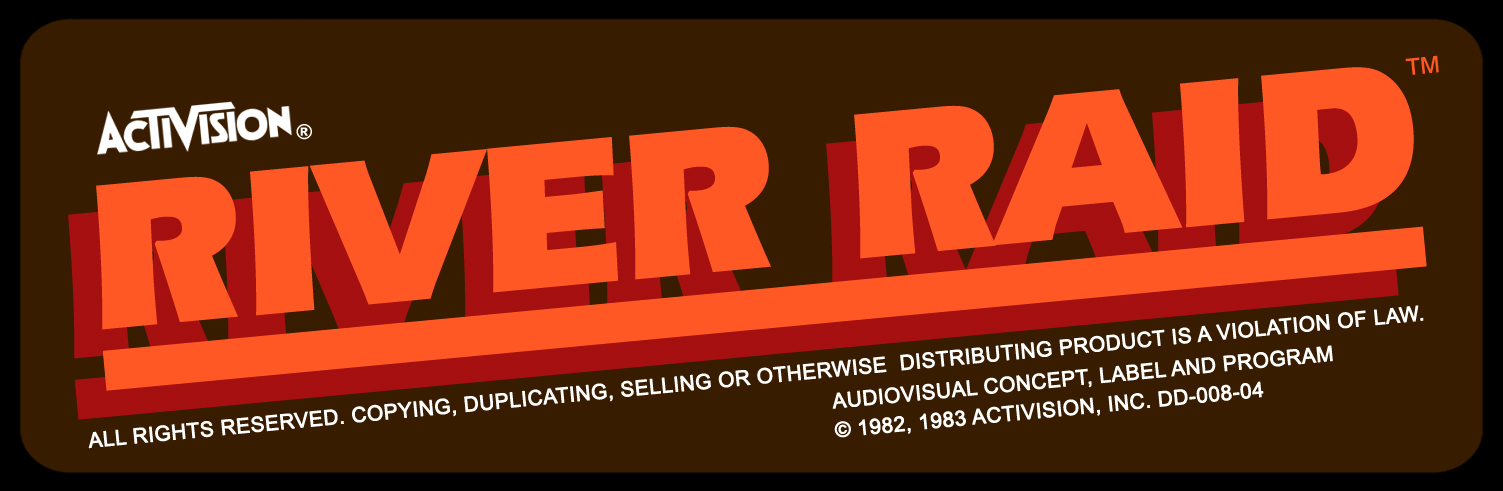 ACTIVISION®
RIVER RAID™
ALL RIGHTS RESERVED. COPYING, DUPLICATING, SELLING OR OTHERWISE DISTRIBUTING PRODUCT IS A VIOLATION OF LAW.
AUDIOVISUAL CONCEPT, LABEL AND PROGRAM
© 1982, 1983 ACTIVISION, INC. DD-008-04